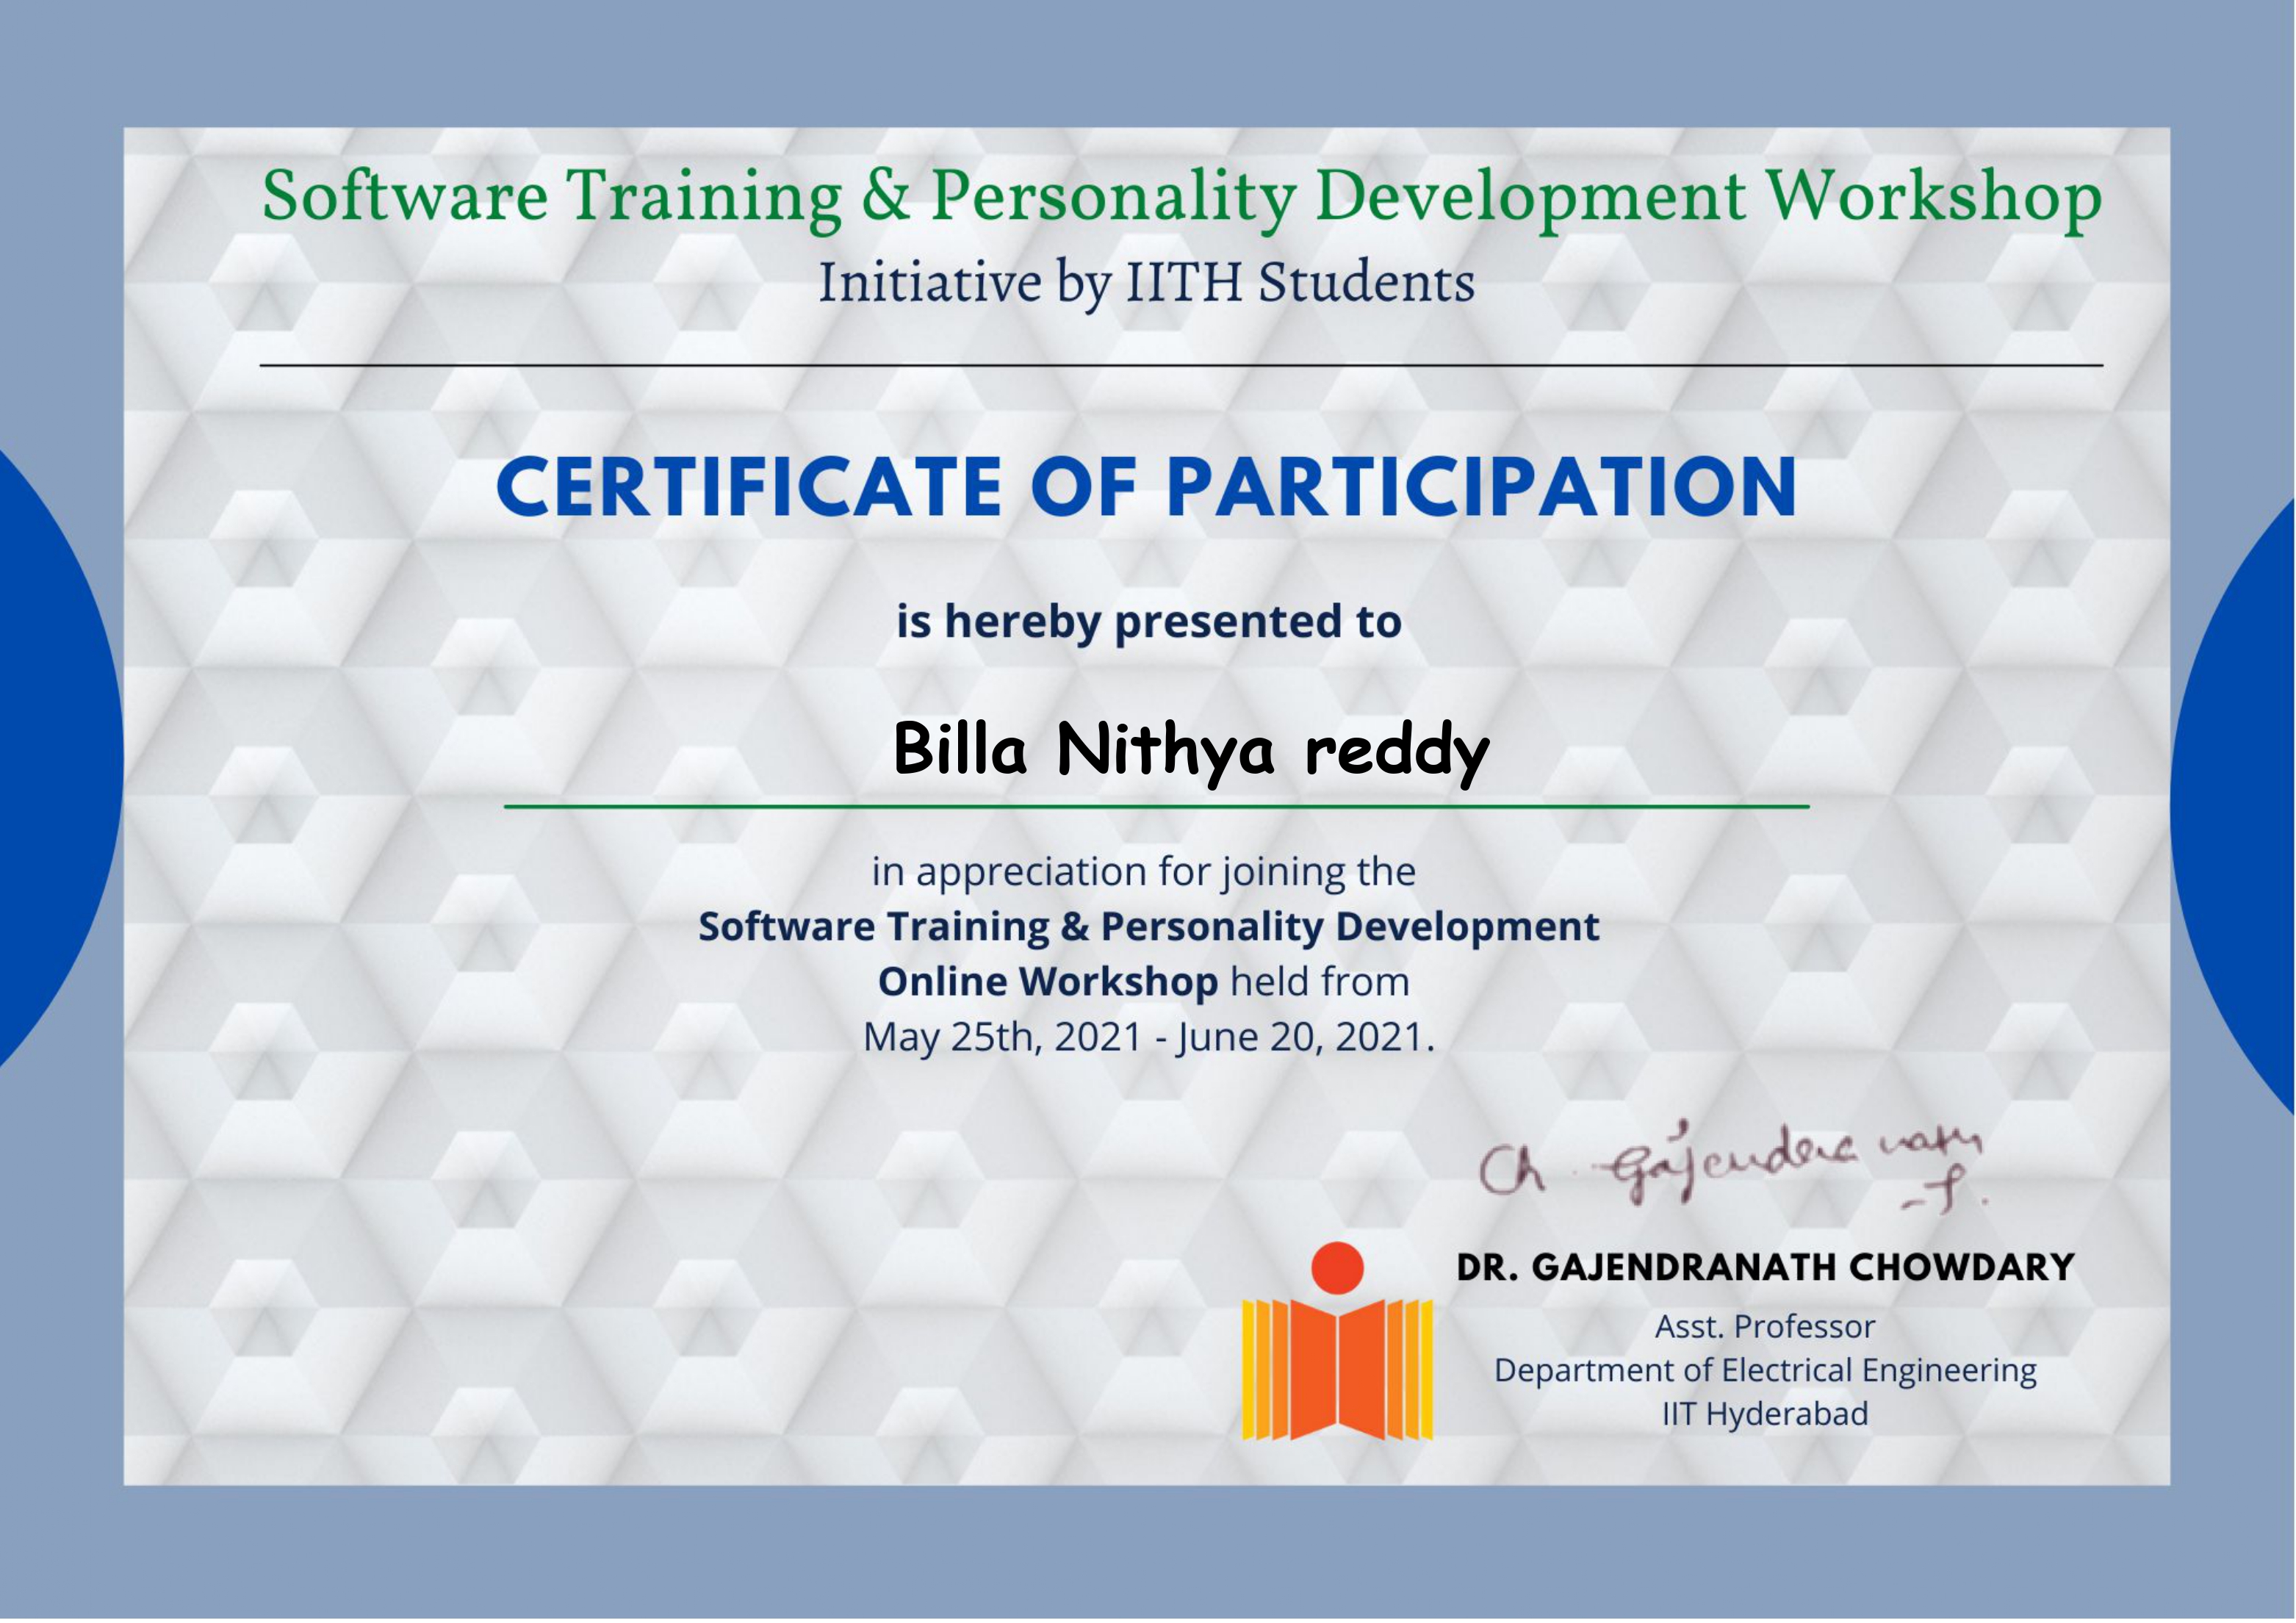 Software Training & Personality Development Workshop
Initiative by IITH Students
CERTIFICATE OF PARTICIPATION
is hereby presented to
Billa Nithya reddy
in appreciation for joining the
Software Training & Personality Development
Online Workshop held from
May 25th, 2021 - June 20, 2021.
Ch. Gajendranath
DR. GAJENDRANATH CHOWDARY
Asst. Professor
Department of Electrical Engineering
IIT Hyderabad